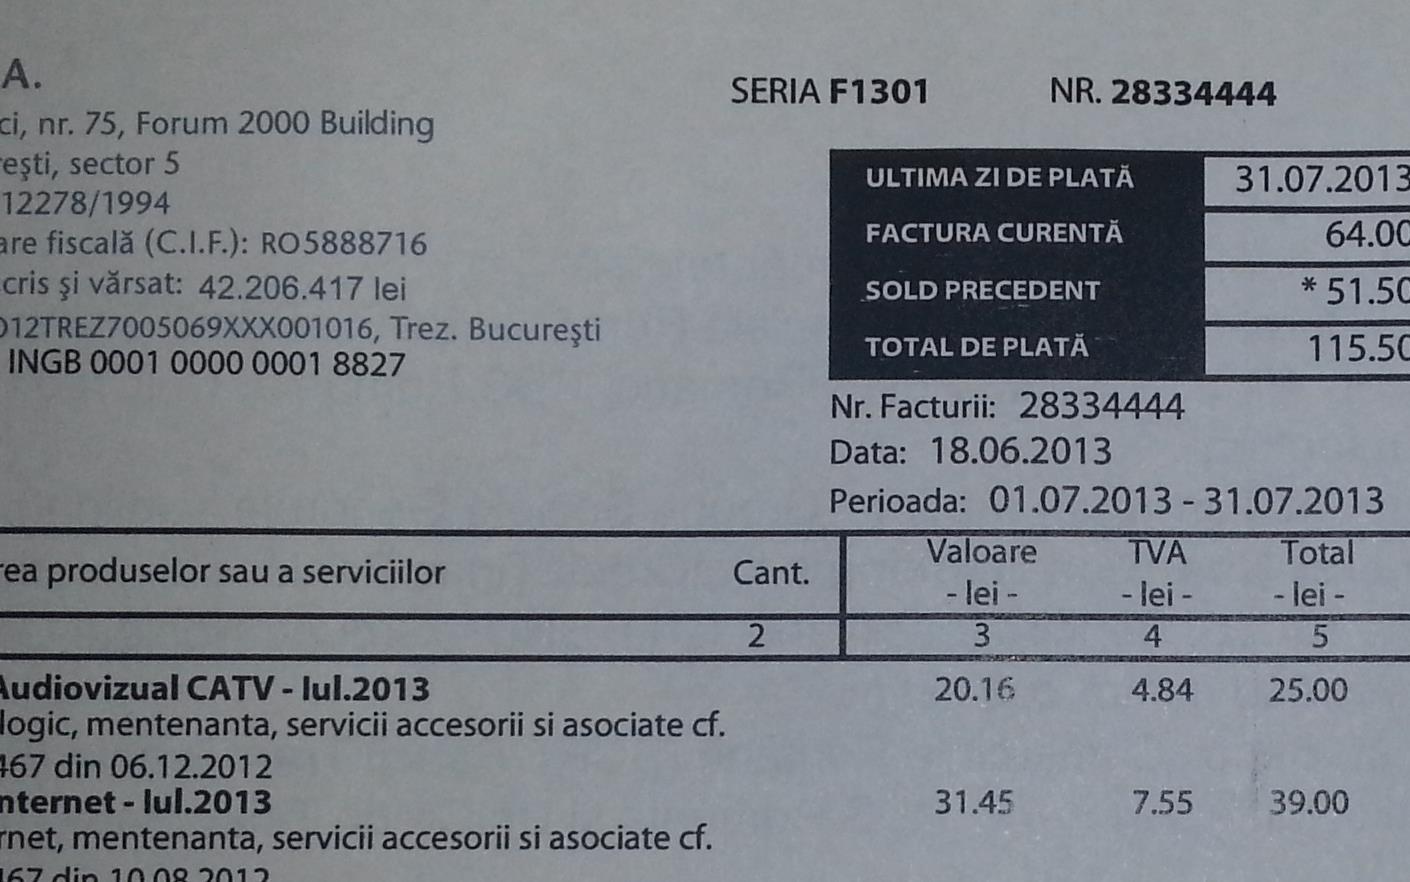 A.
ci, nr. 75, Forum 2000 Building
ești, sector 5
12278/1994
are fiscală (C.I.F.): RO5888716
cris și vărsat: 42.206.417 lei
O12TREZ7005069XXX001016, Trez. București
INGB 0001 0000 0001 8827
SERIA F1301 NR. 28334444
ULTIMA ZI DE PLATĂ 31.07.2013
FACTURA CURENTĂ 64.00
SOLD PRECEDENT * 51.50
TOTAL DE PLATĂ 115.50
Nr. Facturii: 28334444
Data: 18.06.2013
Perioada: 01.07.2013 - 31.07.2013
rea produselor sau a serviciilor Cant. Valoare TVA Total
- lei - - lei - - lei -
2 3 4 5
Audiovizual CATV - Iul.2013 20.16 4.84 25.00
logic, mentenanta, servicii accesorii si asociate cf.
467 din 06.12.2012
nternet - Iul.2013 31.45 7.55 39.00
rnet, mentenanta, servicii accesorii si asociate cf.
467 din 10.08.2012